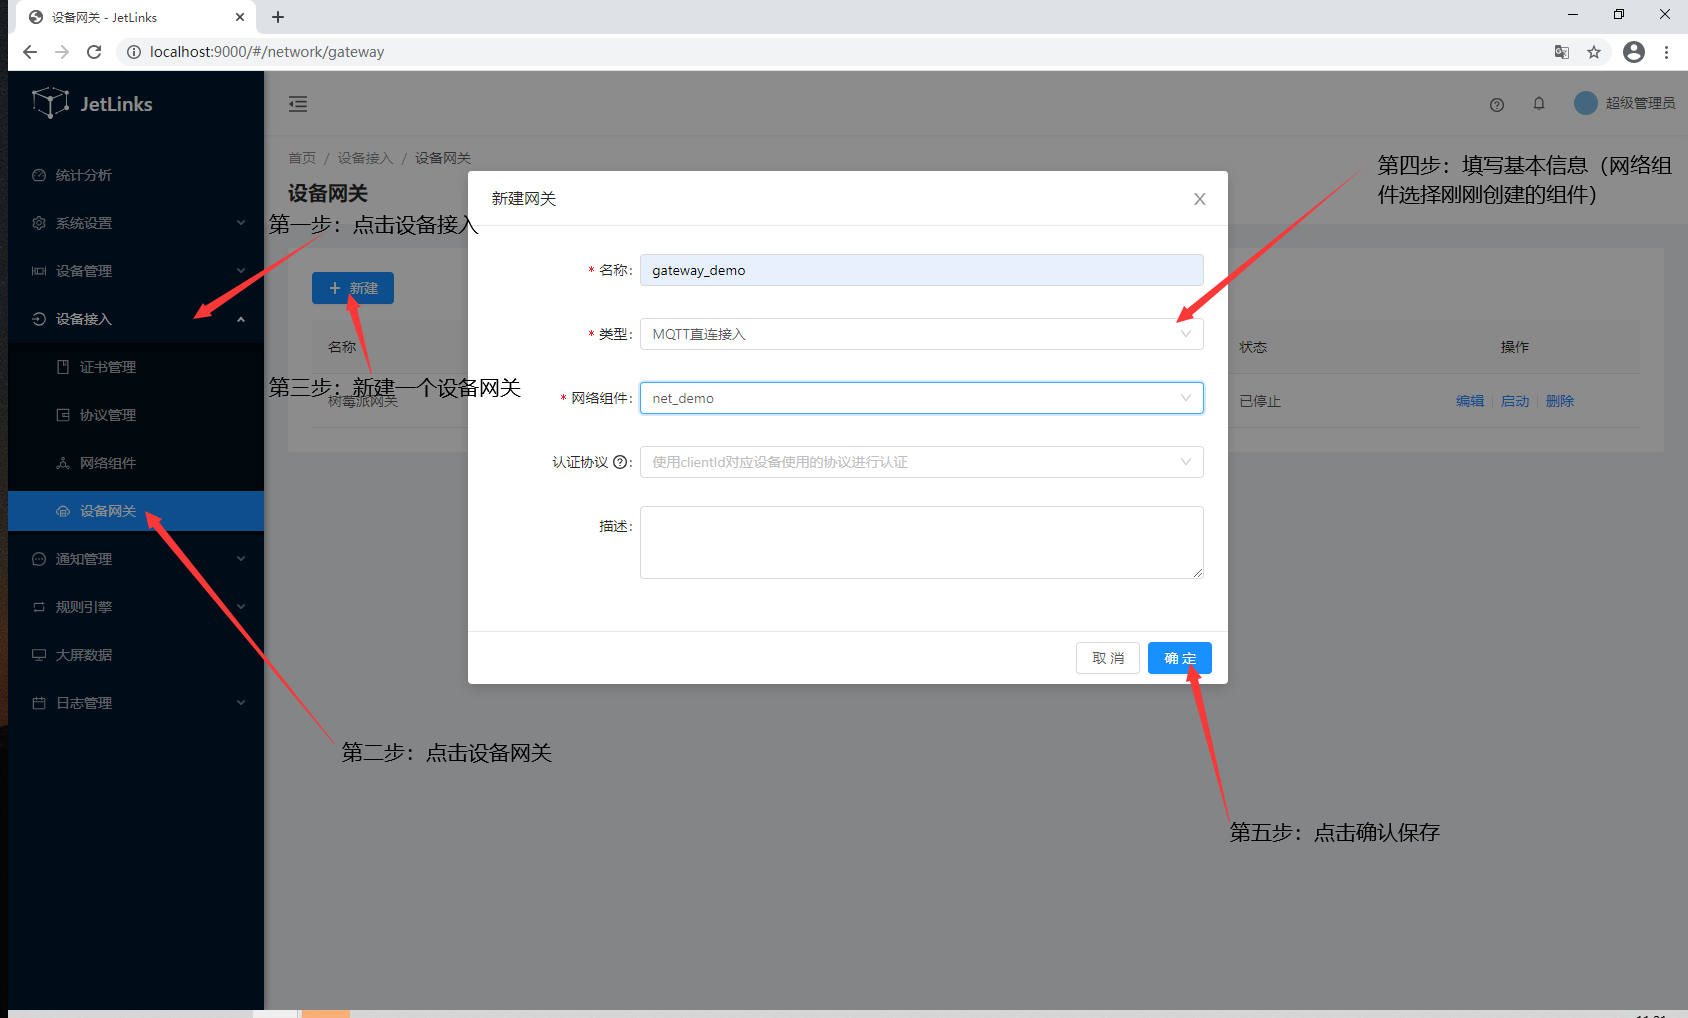 设备网关 - JetLinks
localhost:9000/#/network/gateway
JetLinks
超级管理员
首页 / 设备接入 / 设备网关
设备网关
统计分析
系统设置
设备管理
设备接入
证书管理
协议管理
网络组件
设备网关
通知管理
规则引擎
大屏数据
日志管理
第一步：点击设备接入
+ 新建
名称
状态
操作
第三步：新建一个设备网关
树莓派网关
已停止
编辑
启动
删除
新建网关
* 名称:
gateway_demo
* 类型:
MQTT直连接入
* 网络组件:
net_demo
认证协议 ? :
使用clientId对应设备使用的协议进行认证
描述:
取 消
确 定
第四步：填写基本信息（网络组
件选择刚刚创建的组件）
第二步：点击设备网关
第五步：点击确认保存